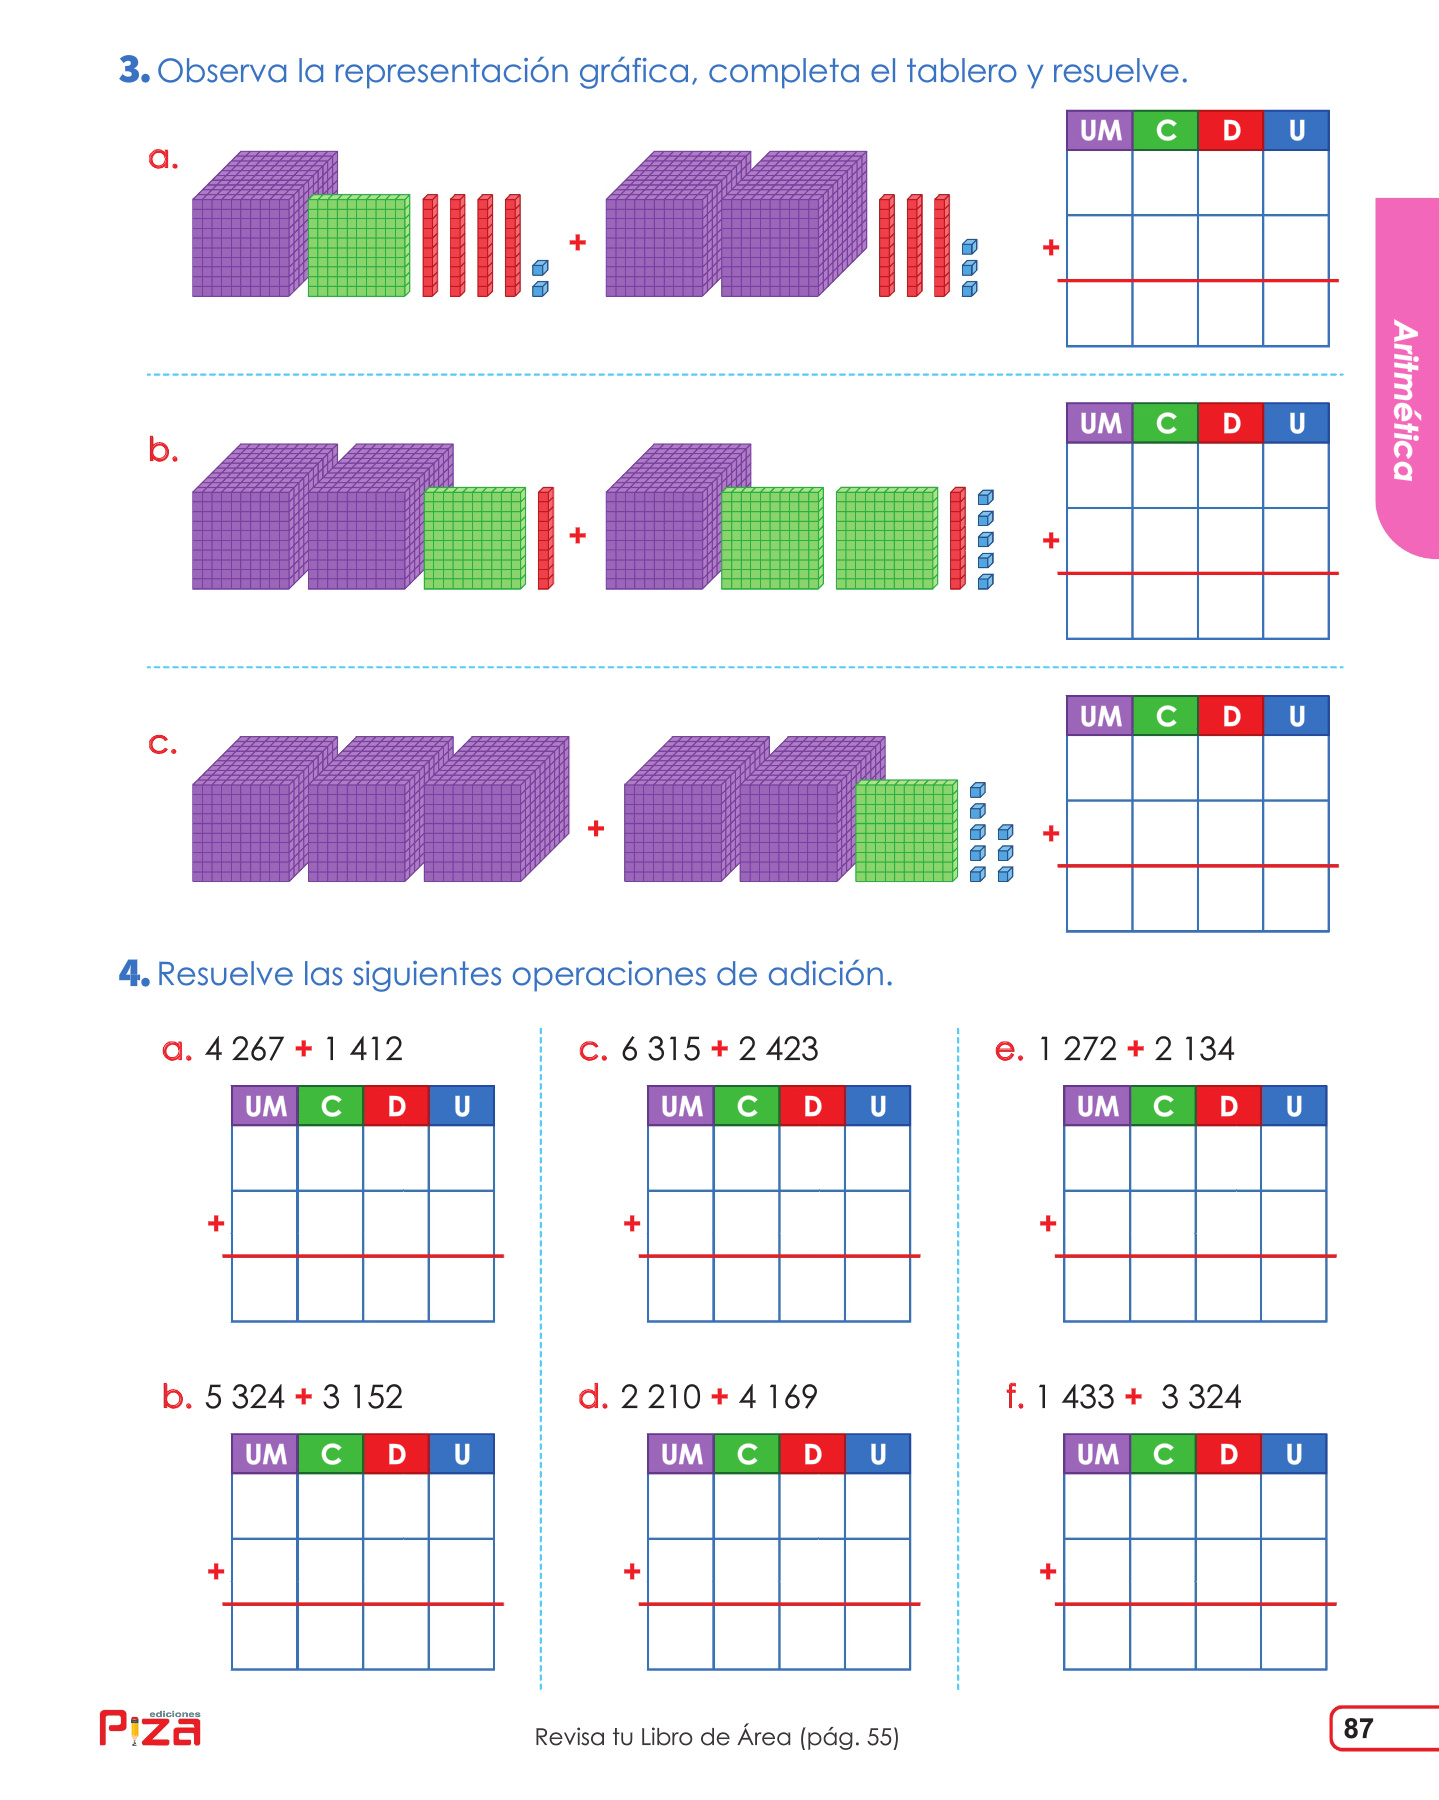 3. Observa la representación gráfica, completa el tablero y resuelve.
a.
+
UM C D U
+
b.
+
UM C D U
+
c.
+
UM C D U
+
Aritmética
4. Resuelve las siguientes operaciones de adición.
a. 4 267 + 1 412
UM C D U
+
c. 6 315 + 2 423
UM C D U
+
e. 1 272 + 2 134
UM C D U
+
b. 5 324 + 3 152
UM C D U
+
d. 2 210 + 4 169
UM C D U
+
f. 1 433 + 3 324
UM C D U
+
ediciones
Piza
Revisa tu Libro de Área (pág. 55)
87